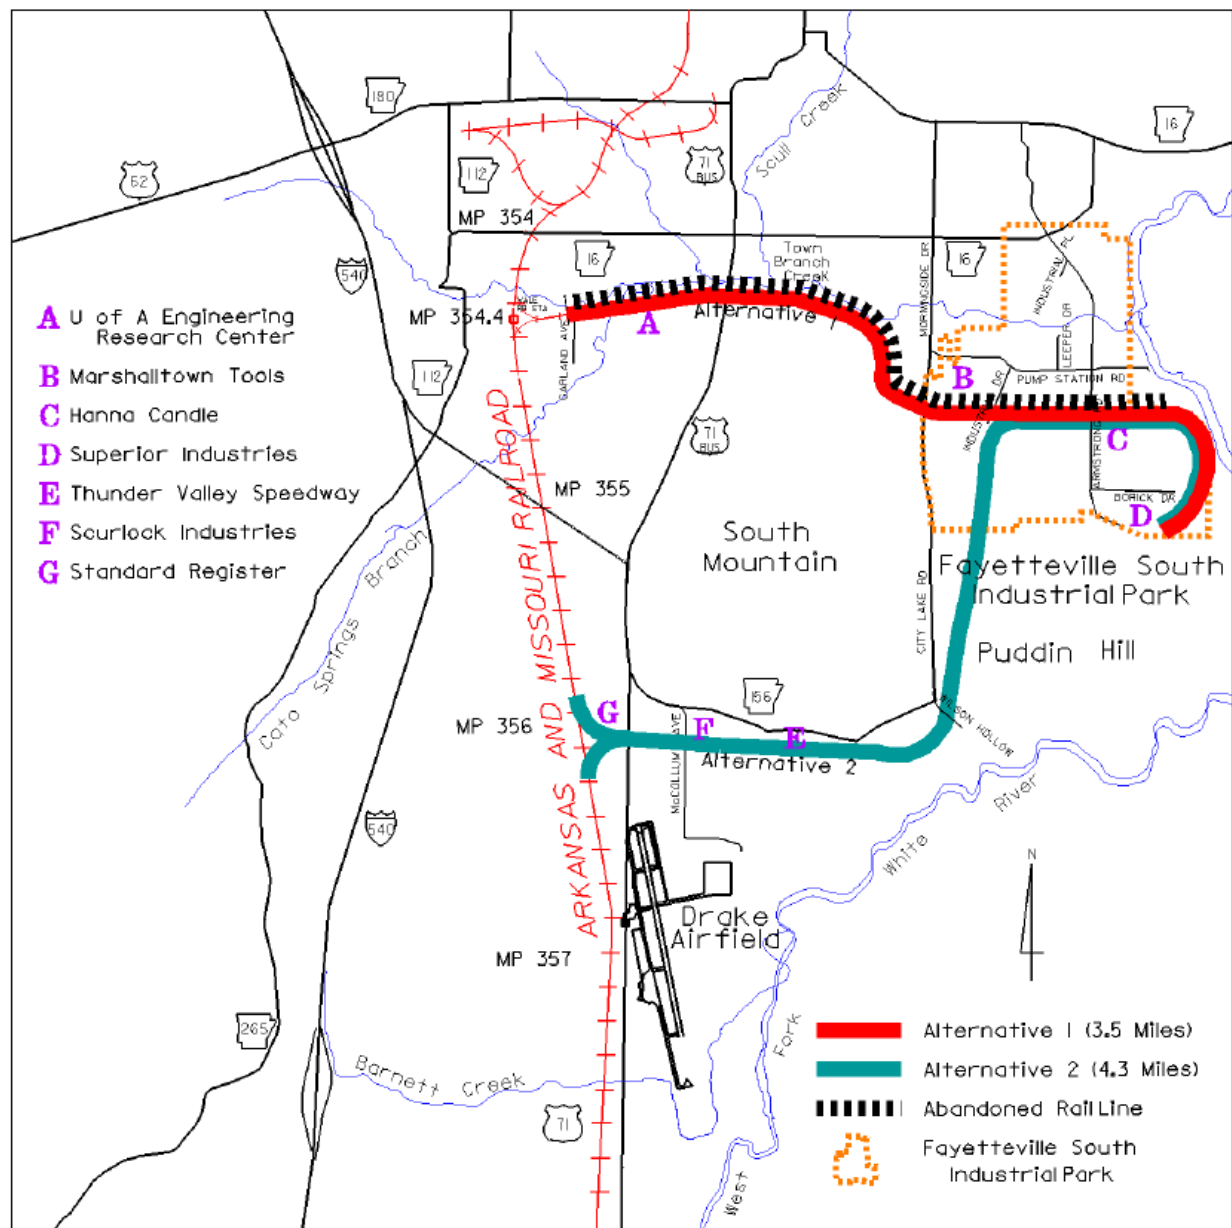 180
16
62
112
71
BUS
Scull Creek
MP 354
16
Town
Branch
Creek
16
540
MORNINGSIDE DR
INDUSTRIAL PL
LEEPER DR
MP 354.4
GARLAND AVE
A
Alternative 1
A U of A Engineering
Research Center
B Marshalltown Tools
C Hanna Candle
D Superior Industries
E Thunder Valley Speedway
F Scurlock Industries
G Standard Register
112
B
PUMP STATION RD
INDUSTRIAL DR
71
BUS
C
ARMSTRONG RD
BORICK DR
D
MP 355
South
Mountain
Fayetteville South
Industrial Park
Puddin Hill
CITY LAKE RD
Cato Springs Branch
ARKANSAS AND MISSOURI RAILROAD
156
WILSON HOLLOW
MP 356
G
F
E
McCOLLUM AVE
Alternative 2
540
West Fork White River
N
Drake
Airfield
MP 357
265
Barnett Creek
71
Alternative 1 (3.5 Miles)
Alternative 2 (4.3 Miles)
Abandoned Rail Line
Fayetteville South
Industrial Park